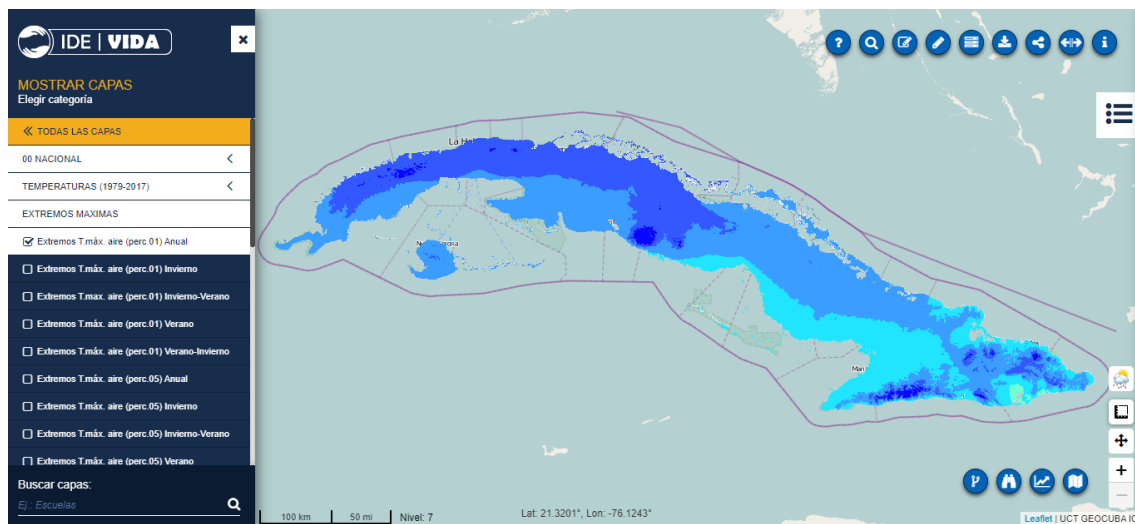 IDE | VIDA
×
MOSTRAR CAPAS
Elegir categoría
TODAS LAS CAPAS
00 NACIONAL
TEMPERATURAS (1979-2017)
EXTREMOS MAXIMAS
Extremos T.máx. aire (perc.01) Anual
Extremos T.máx. aire (perc.01) Invierno
Extremos T.max. aire (perc.01) Invierno-Verano
Extremos T.máx. aire (perc.01) Verano
Extremos T.máx. aire (perc.01) Verano-Invierno
Extremos T.máx. aire (perc.05) Anual
Extremos T.máx. aire (perc.05) Invierno
Extremos T.máx. aire (perc.05) Invierno-Verano
Extremos T.máx. aire (perc.05) Verano
Buscar capas:
Ej.: Escuelas
La H
Man
+
−
100 km
50 mi
Nivel: 7
Lat: 21.3201°, Lon: -76.1243°
Leaflet | UCT GEOCUBA IC